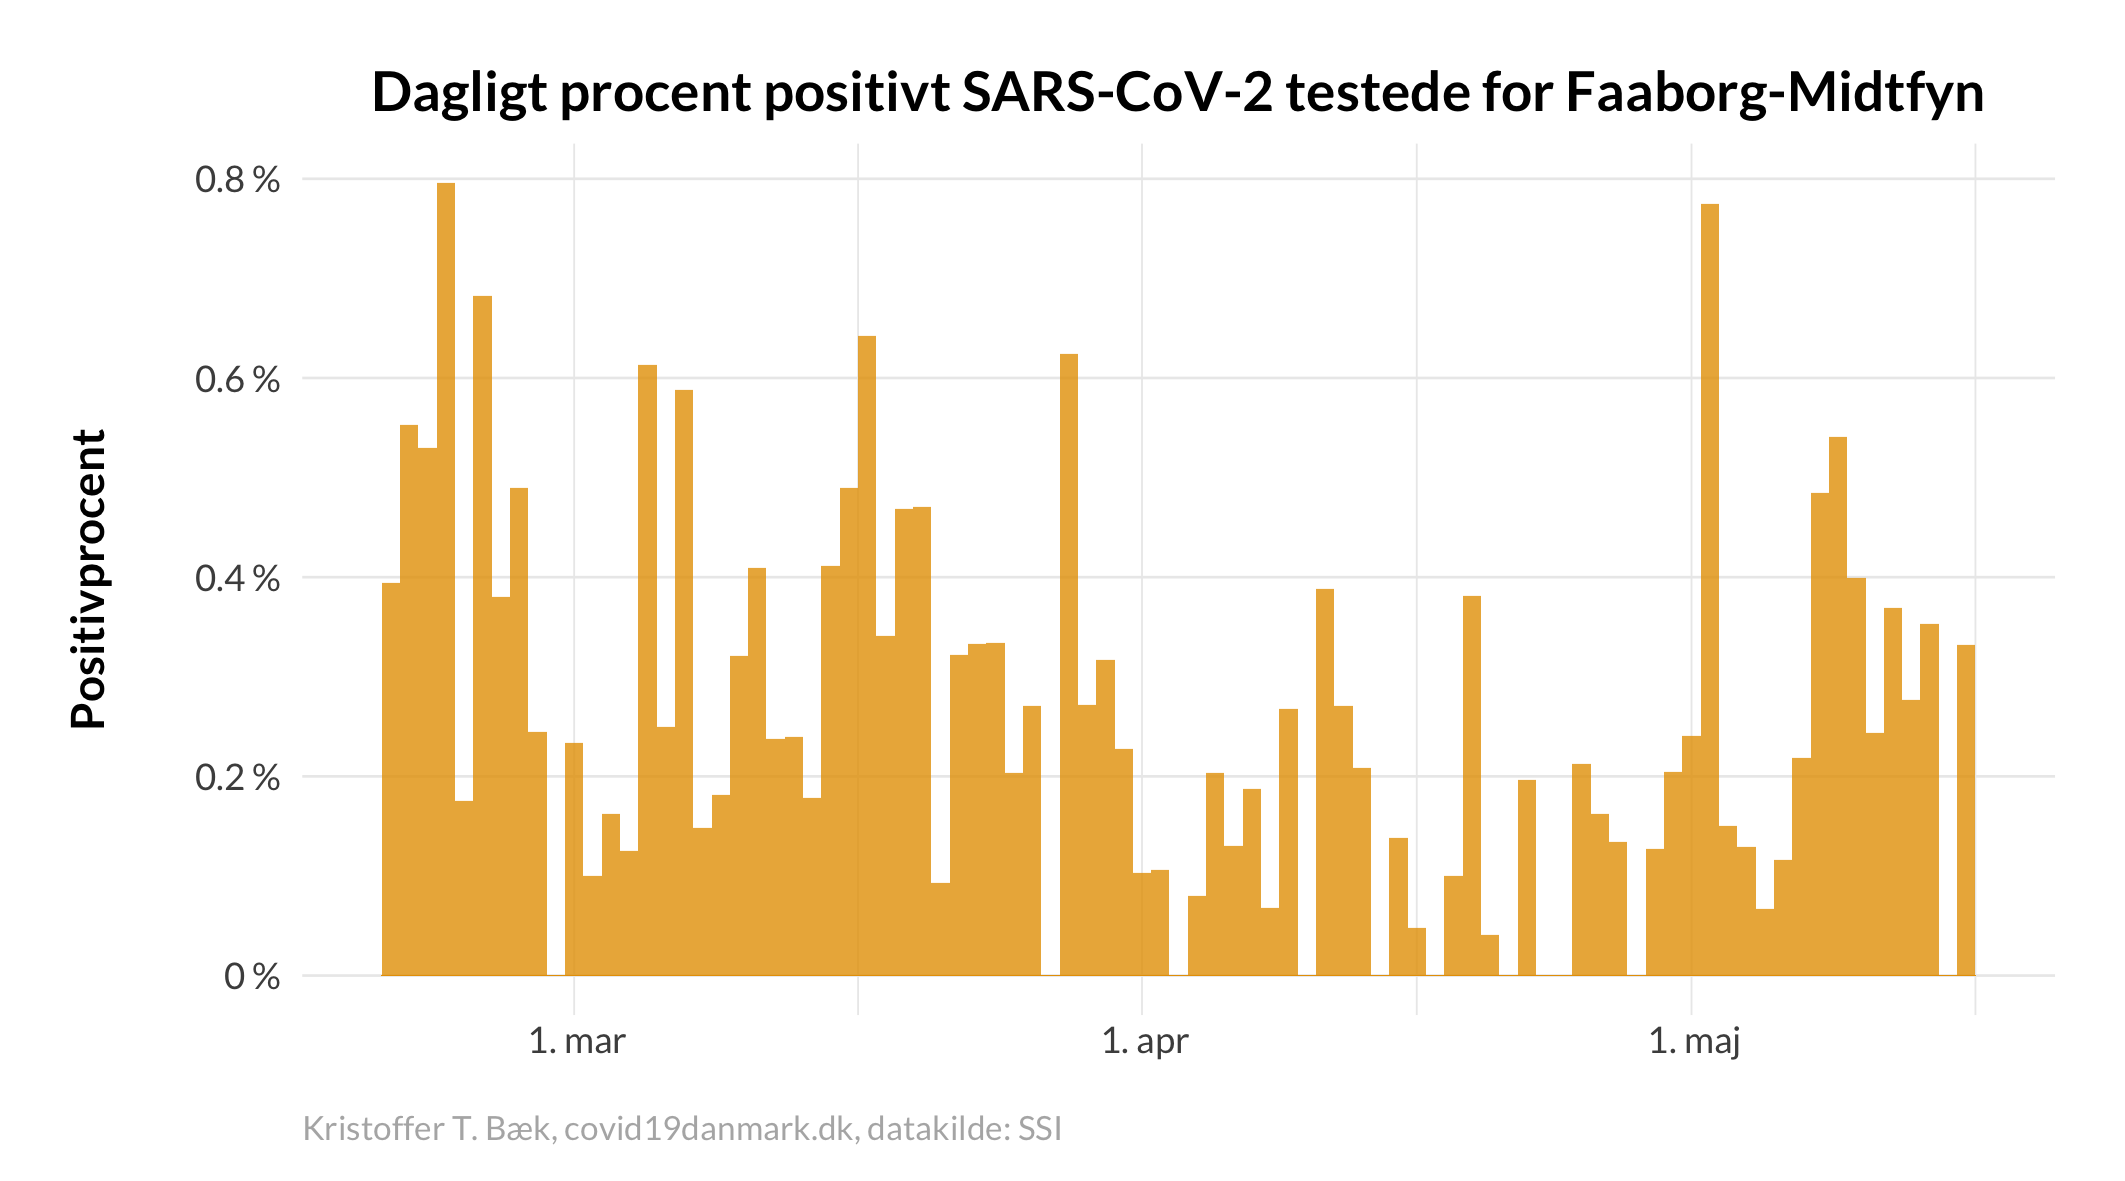 Dagligt procent positivt SARS-CoV-2 testede for Faaborg-Midtfyn
Positivprocent
0.8 %
0.6 %
0.4 %
0.2 %
0 %
1. mar
1. apr
1. maj
Kristoffer T. Bæk, covid19danmark.dk, datakilde: SSI